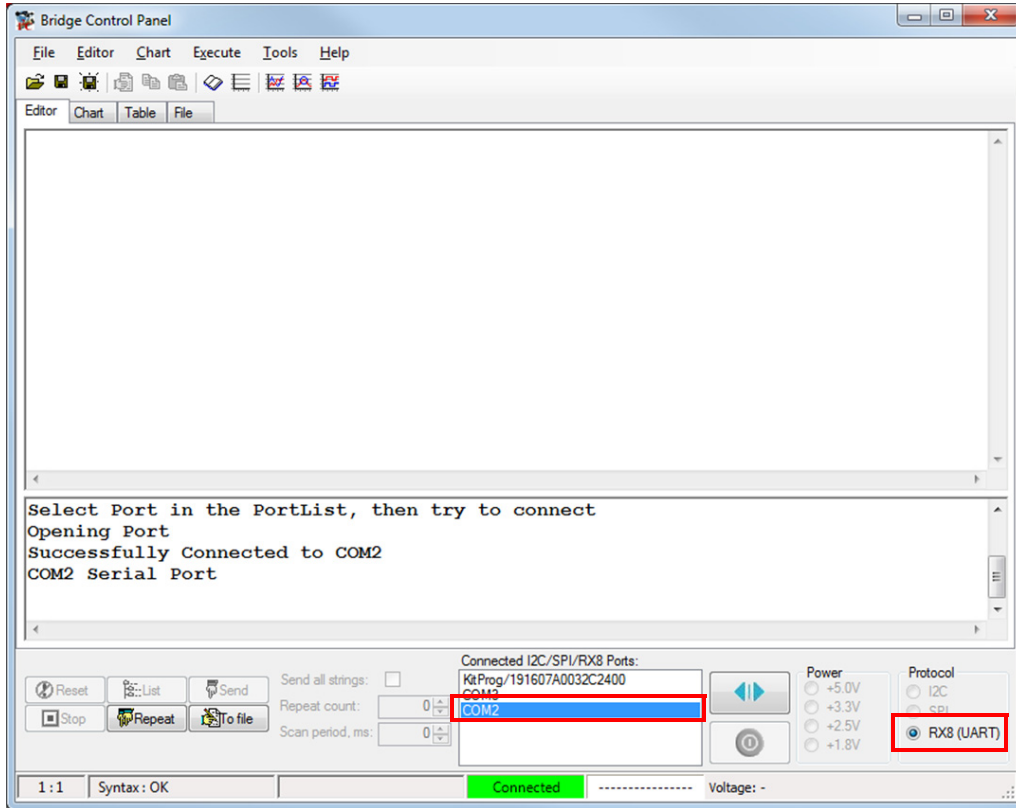 Bridge Control Panel
File Editor Chart Execute Tools Help
Editor Chart Table File
Select Port in the PortList, then try to connect
Opening Port
Successfully Connected to COM2
COM2 Serial Port
Connected I2C/SPI/RX8 Ports:
KitProg/191607A0032C2400
COM3
COM2
Reset List Send
Stop Repeat To file
Send all strings:
Repeat count: 0
Scan period, ms: 0
Power
+5.0V
+3.3V
+2.5V
+1.8V
Protocol
I2C
SPI
RX8 (UART)
1:1 Syntax : OK Connected ---------------- Voltage: -